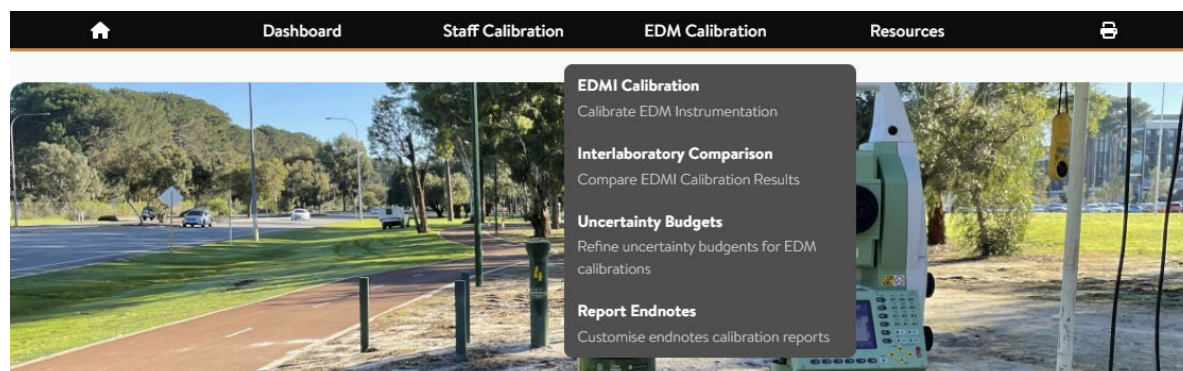 Dashboard Staff Calibration EDM Calibration Resources
EDMI Calibration
Calibrate EDM Instrumentation
Interlaboratory Comparison
Compare EDMI Calibration Results
Uncertainty Budgets
Refine uncertainty budgents for EDM
calibrations
Report Endnotes
Customise endnotes calibration reports
4